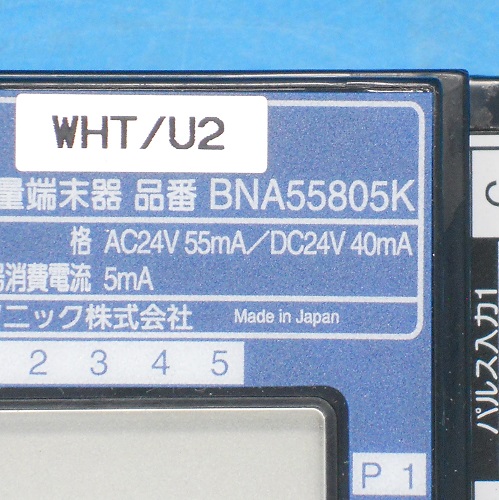 WHT/U2
量端末器 品番 BNA55805K
格 AC24V 55mA/DC24V 40mA
消費電流 5mA
ニック株式会社 Made in Japan
2 3 4 5
P 1
パルス入力1